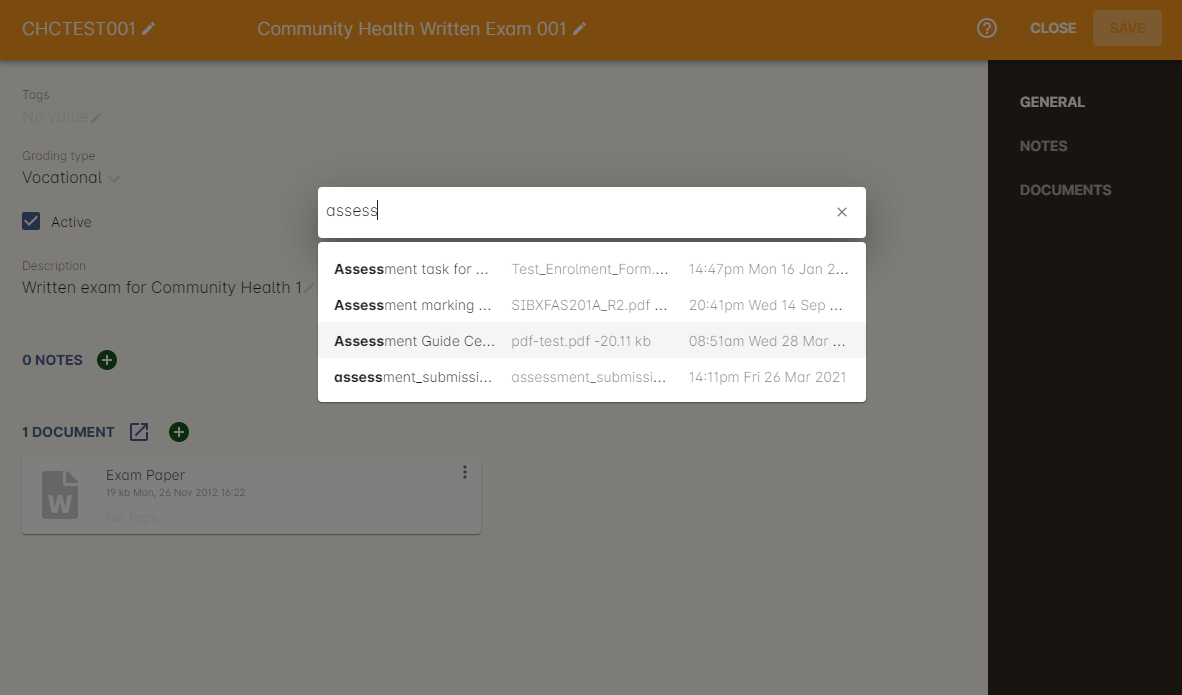 CHCTEST001 Community Health Written Exam 001 CLOSE SAVE
Tags
No value
Grading type
Vocational
Active
Description
Written exam for Community Health 1
0 NOTES
1 DOCUMENT
Exam Paper
19 kb Mon, 26 Nov 2012 16:22
No Tags
W
assess
Assessment task for ... Test_Enrolment_Form.... 14:47pm Mon 16 Jan 2...
Assessment marking ... SIBXFAS201A_R2.pdf ... 20:41pm Wed 14 Sep ...
Assessment Guide Ce... pdf-test.pdf -20.11 kb 08:51am Wed 28 Mar ...
assessment_submissi... assessment_submissi... 14:11pm Fri 26 Mar 2021
GENERAL
NOTES
DOCUMENTS